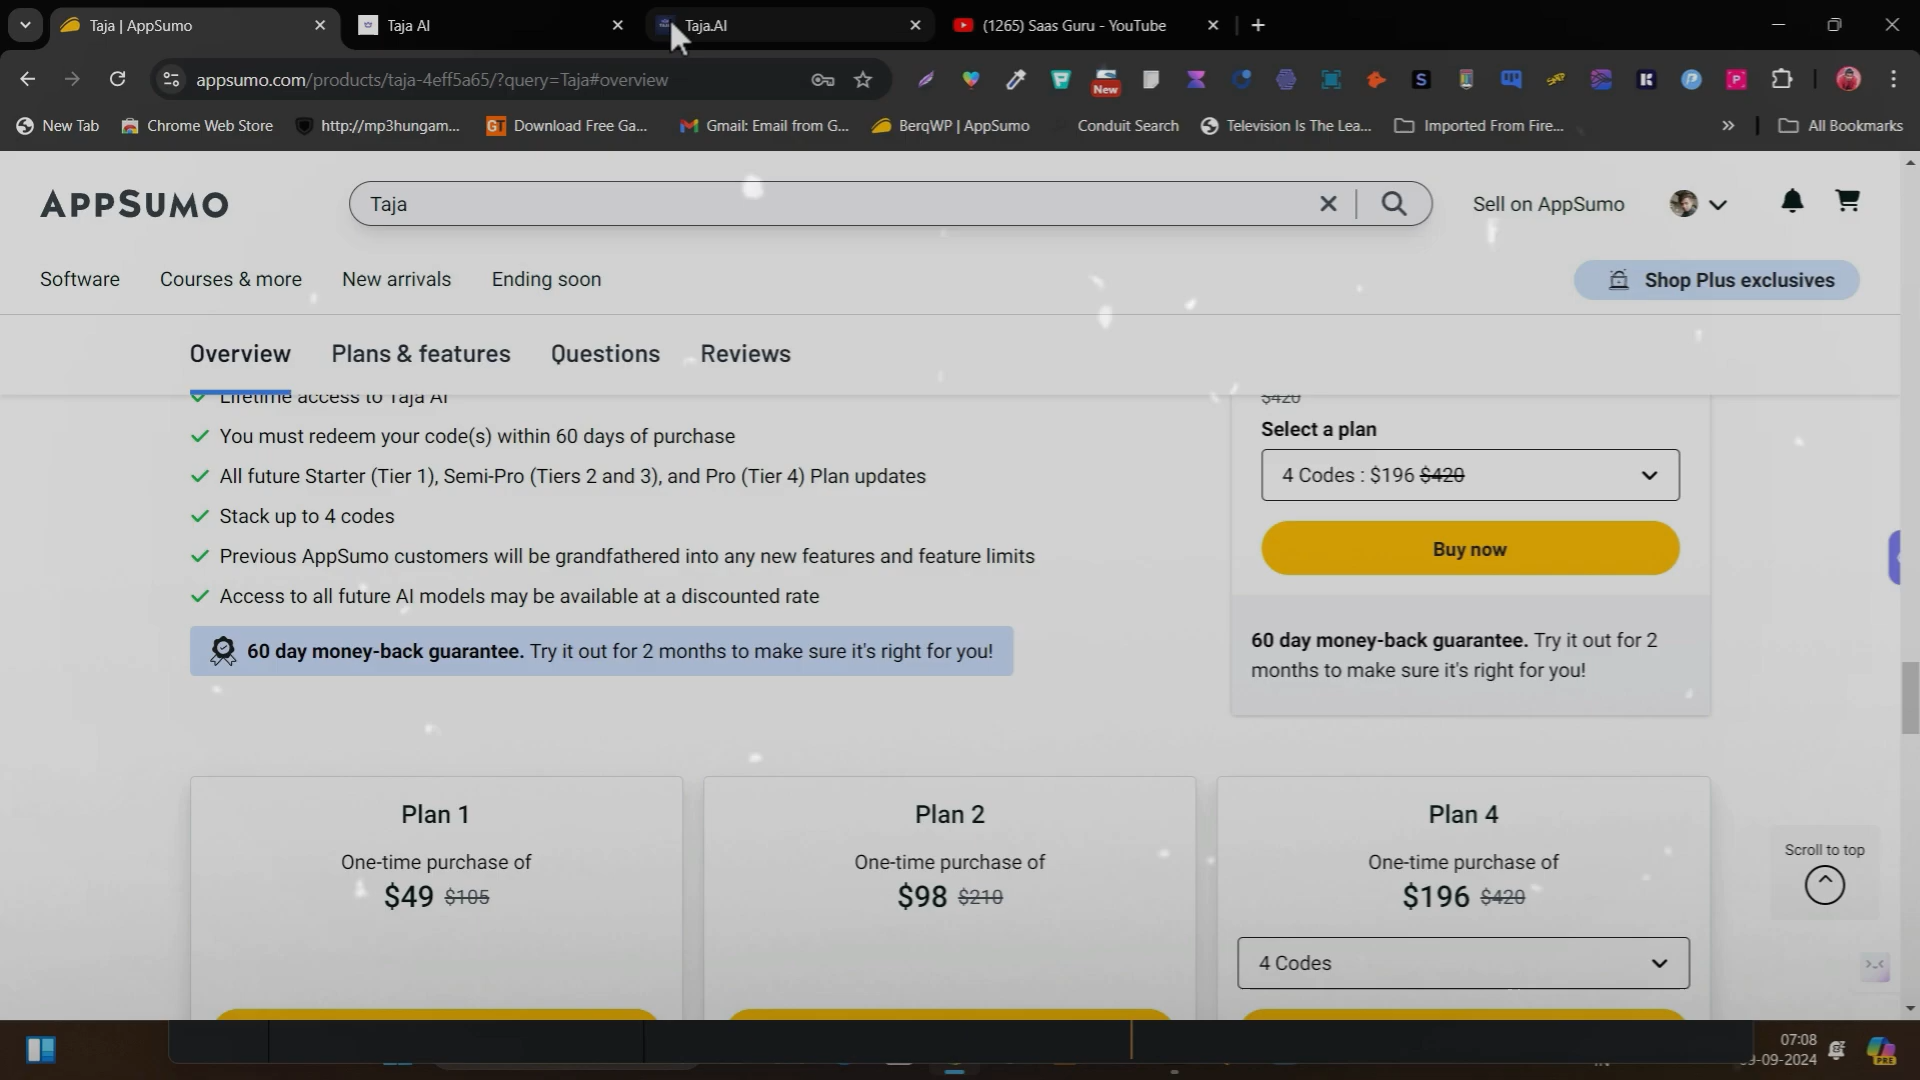 Taja | AppSumo
Taja AI
Taja.AI
(1265) Saas Guru - YouTube
appsumo.com/products/taja-4eff5a65/?query=Taja#overview
New
New Tab
Chrome Web Store
http://mp3hungam...
Download Free Ga...
Gmail: Email from G...
BerqWP | AppSumo
Conduit Search
Television Is The Lea...
Imported From Fire...
All Bookmarks
APPSUMO
Taja
Sell on AppSumo
Software
Courses & more
New arrivals
Ending soon
Shop Plus exclusives
Overview
Plans & features
Questions
Reviews
Lifetime access to Taja AI
You must redeem your code(s) within 60 days of purchase
All future Starter (Tier 1), Semi-Pro (Tiers 2 and 3), and Pro (Tier 4) Plan updates
Stack up to 4 codes
Previous AppSumo customers will be grandfathered into any new features and feature limits
Access to all future AI models may be available at a discounted rate
60 day money-back guarantee. Try it out for 2 months to make sure it's right for you!
$420
Select a plan
4 Codes : $196 $420
Buy now
60 day money-back guarantee. Try it out for 2
months to make sure it's right for you!
Plan 1
One-time purchase of
$49 $105
Plan 2
One-time purchase of
$98 $210
Plan 4
One-time purchase of
$196 $420
4 Codes
Scroll to top
07:08
-09-2024
PRE